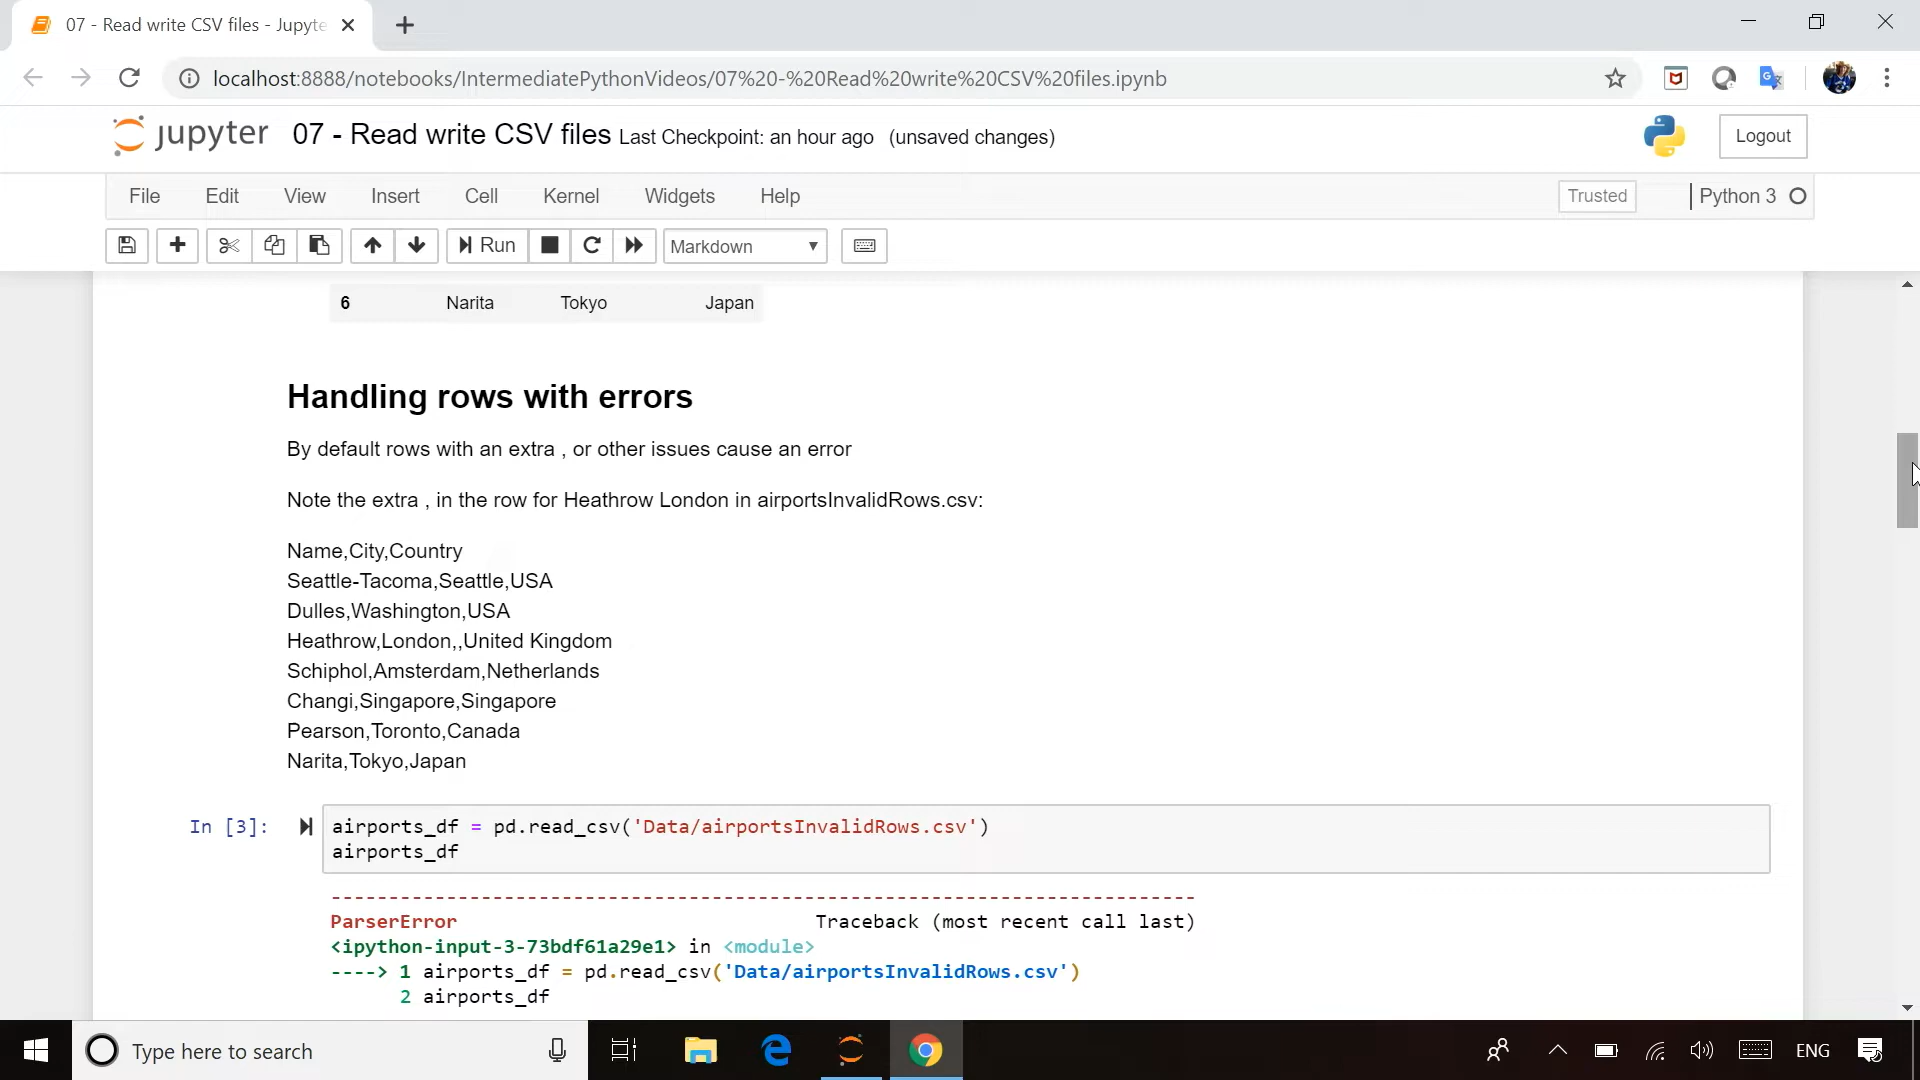 07 - Read write CSV files - Jupyte
localhost:8888/notebooks/IntermediatePythonVideos/07%20-%20Read%20write%20CSV%20files.ipynb
jupyter 07 - Read write CSV files Last Checkpoint: an hour ago (unsaved changes)
Logout
File Edit View Insert Cell Kernel Widgets Help
Trusted Python 3
Run Markdown
6 Narita Tokyo Japan
Handling rows with errors
By default rows with an extra , or other issues cause an error
Note the extra , in the row for Heathrow London in airportsInvalidRows.csv:
Name,City,Country
Seattle-Tacoma,Seattle,USA
Dulles,Washington,USA
Heathrow,London,,United Kingdom
Schiphol,Amsterdam,Netherlands
Changi,Singapore,Singapore
Pearson,Toronto,Canada
Narita,Tokyo,Japan
In [3]: airports_df = pd.read_csv('Data/airportsInvalidRows.csv')
airports_df
---------------------------------------------------------------------------
ParserError Traceback (most recent call last)
<ipython-input-3-73bdf61a29e1> in <module>
----> 1 airports_df = pd.read_csv('Data/airportsInvalidRows.csv')
2 airports_df
Type here to search
ENG